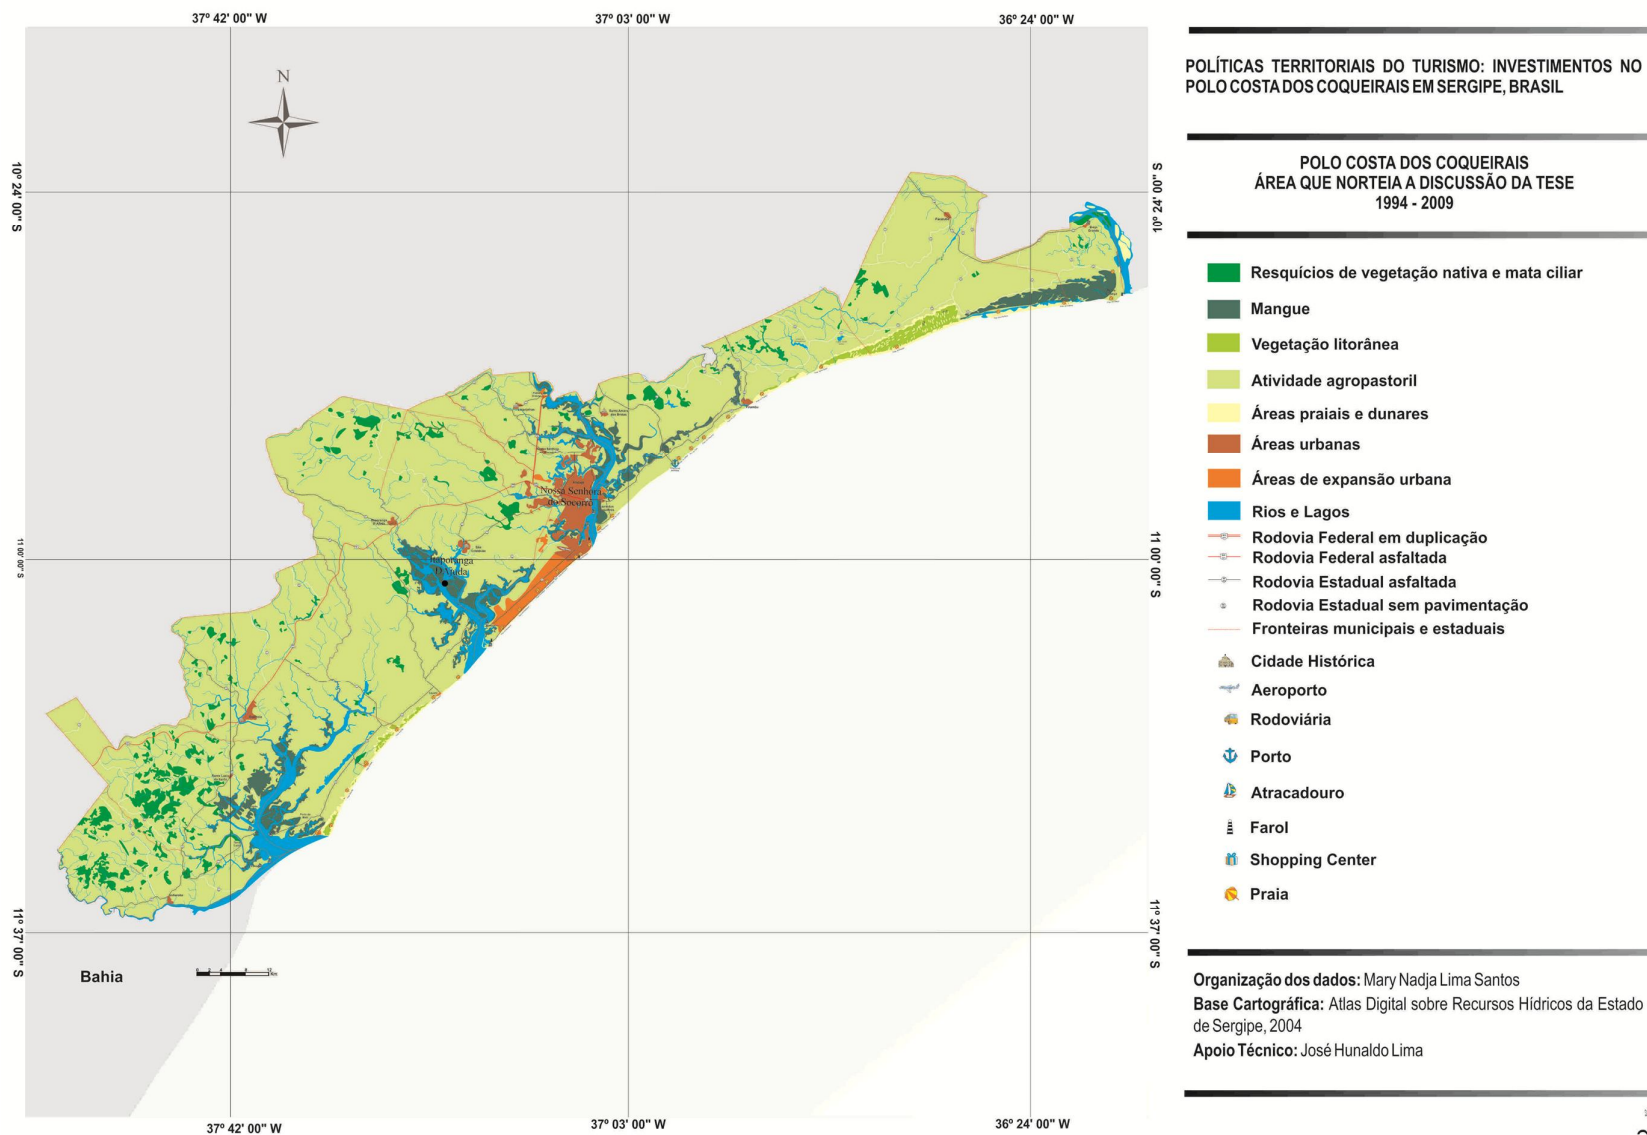 37º 42' 00" W
37º 03' 00" W
36º 24' 00" W
N
10º 24' 00" S
10º 24' 00" S
Nossa Senhora
do Socorro
Itaporanga
D'Ajuda
11 00' 00" S
11 00' 00" S
11º 37' 00" S
11º 37' 00" S
Bahia
37º 42' 00" W
37º 03' 00" W
36º 24' 00" W
POLÍTICAS TERRITORIAIS DO TURISMO: INVESTIMENTOS NO
POLO COSTA DOS COQUEIRAIS EM SERGIPE, BRASIL
POLO COSTA DOS COQUEIRAIS
ÁREA QUE NORTEIA A DISCUSSÃO DA TESE
1994 - 2009
Resquícios de vegetação nativa e mata ciliar
Mangue
Vegetação litorânea
Atividade agropastoril
Áreas praiais e dunares
Áreas urbanas
Áreas de expansão urbana
Rios e Lagos
Rodovia Federal em duplicação
Rodovia Federal asfaltada
Rodovia Estadual asfaltada
Rodovia Estadual sem pavimentação
Fronteiras municipais e estaduais
Cidade Histórica
Aeroporto
Rodoviária
Porto
Atracadouro
Farol
Shopping Center
Praia
Organização dos dados: Mary Nadja Lima Santos
Base Cartográfica: Atlas Digital sobre Recursos Hídricos da Estado
de Sergipe, 2004
Apoio Técnico: José Hunaldo Lima